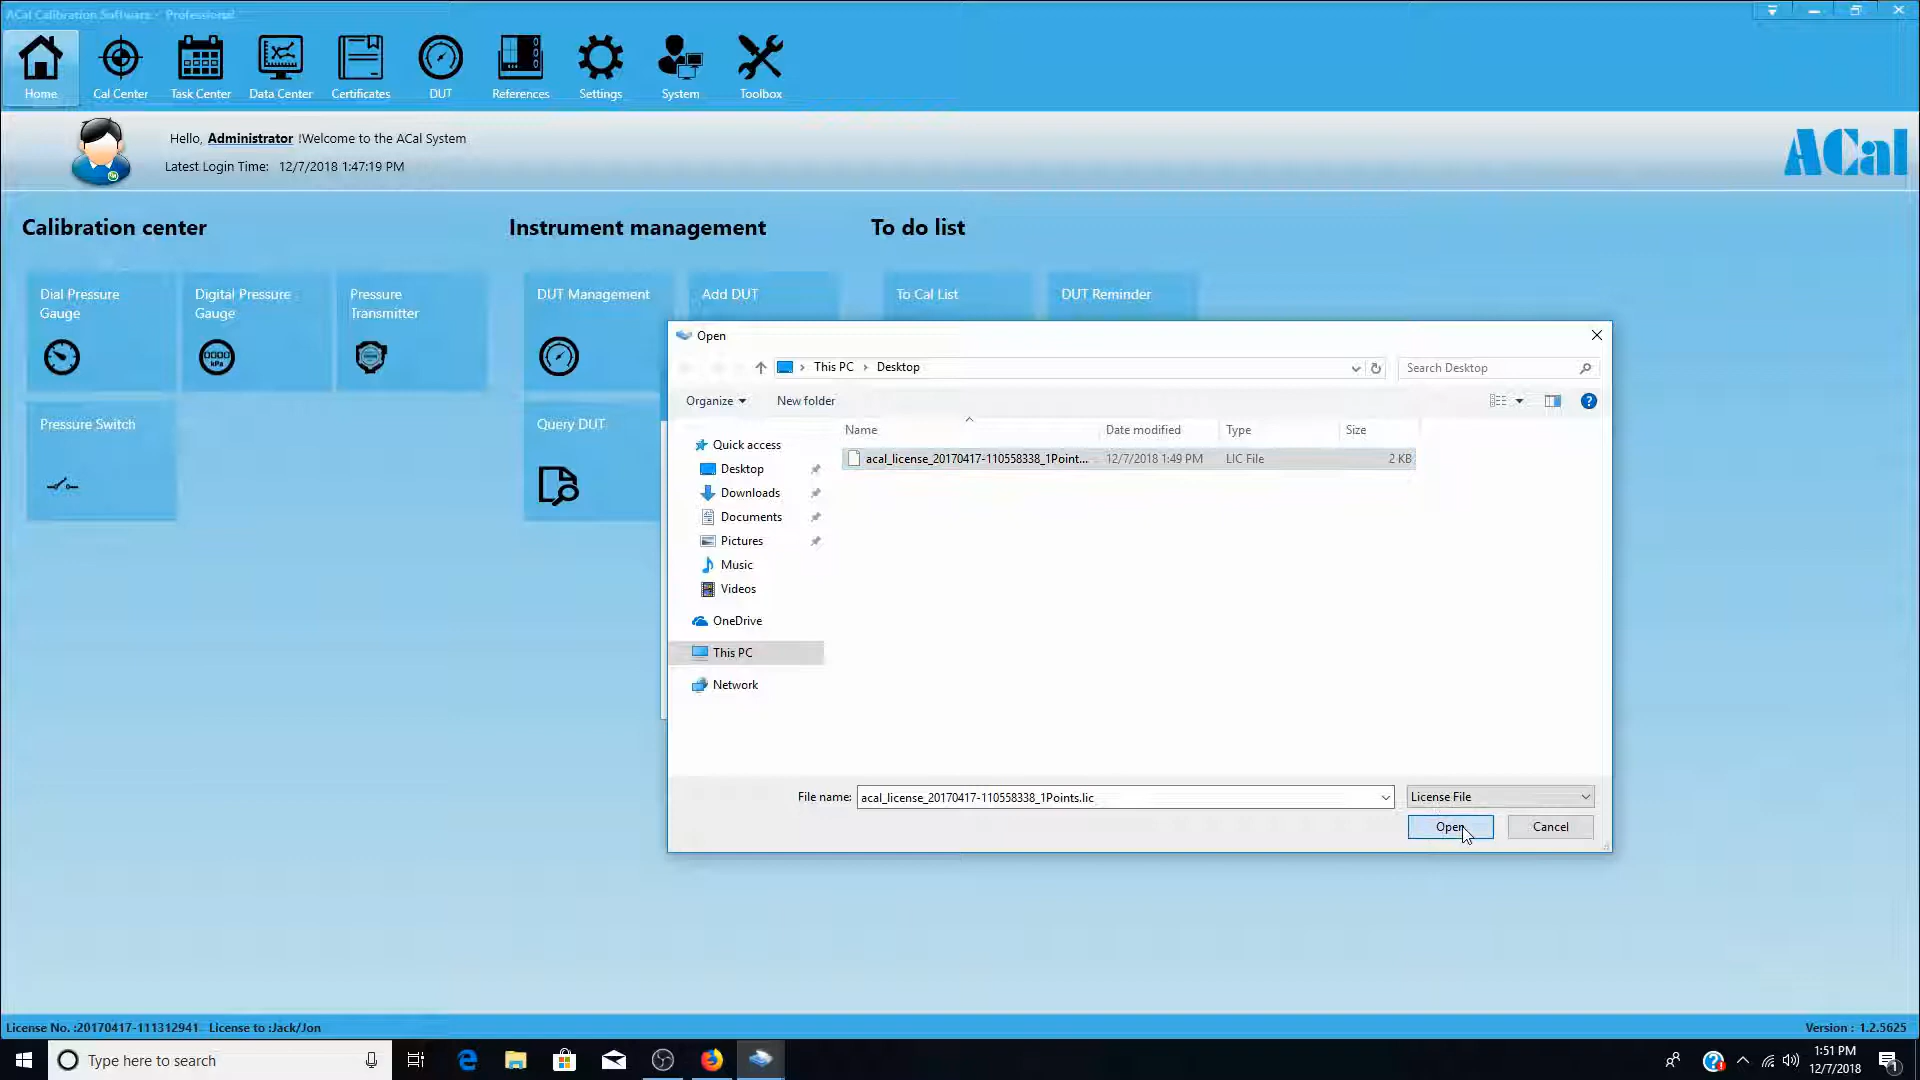 ACal Calibration Software - Professional
Home
Cal Center
Task Center
Data Center
Certificates
DUT
References
Settings
System
Toolbox
Hello, Administrator !Welcome to the ACal System
Latest Login Time: 12/7/2018 1:47:19 PM
ACal
Calibration center
Instrument management
To do list
Dial Pressure
Gauge
Digital Pressure
Gauge
0000
kPa
Pressure
Transmitter
DUT Management
Add DUT
To Cal List
DUT Reminder
Pressure Switch
Query DUT
Open
This PC > Desktop
Search Desktop
Organize
New folder
Name
Date modified
Type
Size
acal_license_20170417-110558338_1Point...
12/7/2018 1:49 PM
LIC File
2 KB
Quick access
Desktop
Downloads
Documents
Pictures
Music
Videos
OneDrive
This PC
Network
File name: acal_license_20170417-110558338_1Points.lic
License File
Open
Cancel
License No. :20170417-111312941 License to :Jack/Jon
Version : 1.2.5625
Type here to search
1:51 PM
12/7/2018
1